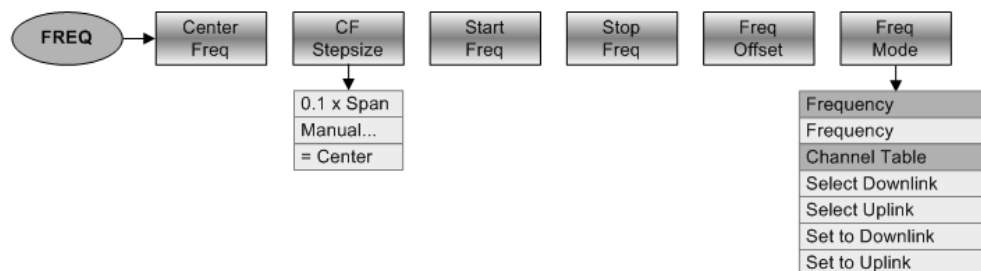 FREQ
Center
Freq
CF
Stepsize
Start
Freq
Stop
Freq
Freq
Offset
Freq
Mode
0.1 x Span
Manual...
= Center
Frequency
Frequency
Channel Table
Select Downlink
Select Uplink
Set to Downlink
Set to Uplink